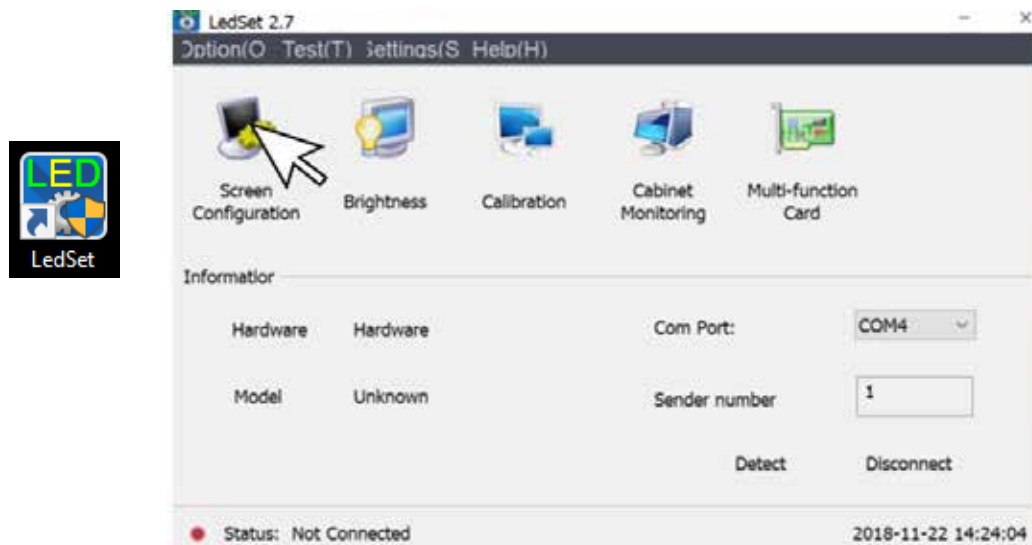 LED
LedSet
LedSet 2.7
Option(O Test(T) Settings(S Help(H)
Screen
Configuration
Brightness
Calibration
Cabinet
Monitoring
Multi-function
Card
Information
Hardware Hardware
Com Port: COM4
Model Unknown
Sender number 1
Detect Disconnect
Status: Not Connected 2018-11-22 14:24:04